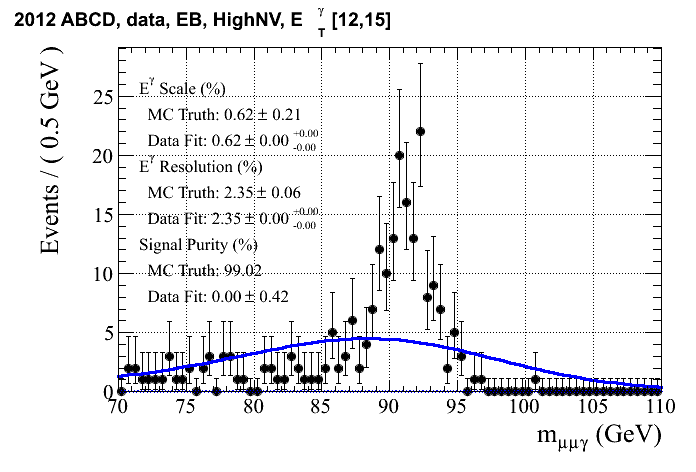 2012 ABCD, data, EB, HighNV, E γ T [12,15]
Events / ( 0.5 GeV )
E^γ Scale (%)
MC Truth: 0.62 ± 0.21
Data Fit: 0.62 ± 0.00 +0.00 -0.00
E^γ Resolution (%)
MC Truth: 2.35 ± 0.06
Data Fit: 2.35 ± 0.00 +0.00 -0.00
Signal Purity (%)
MC Truth: 99.02
Data Fit: 0.00 ± 0.42
25
20
15
10
5
0
70 75 80 85 90 95 100 105 110
m_μμγ (GeV)